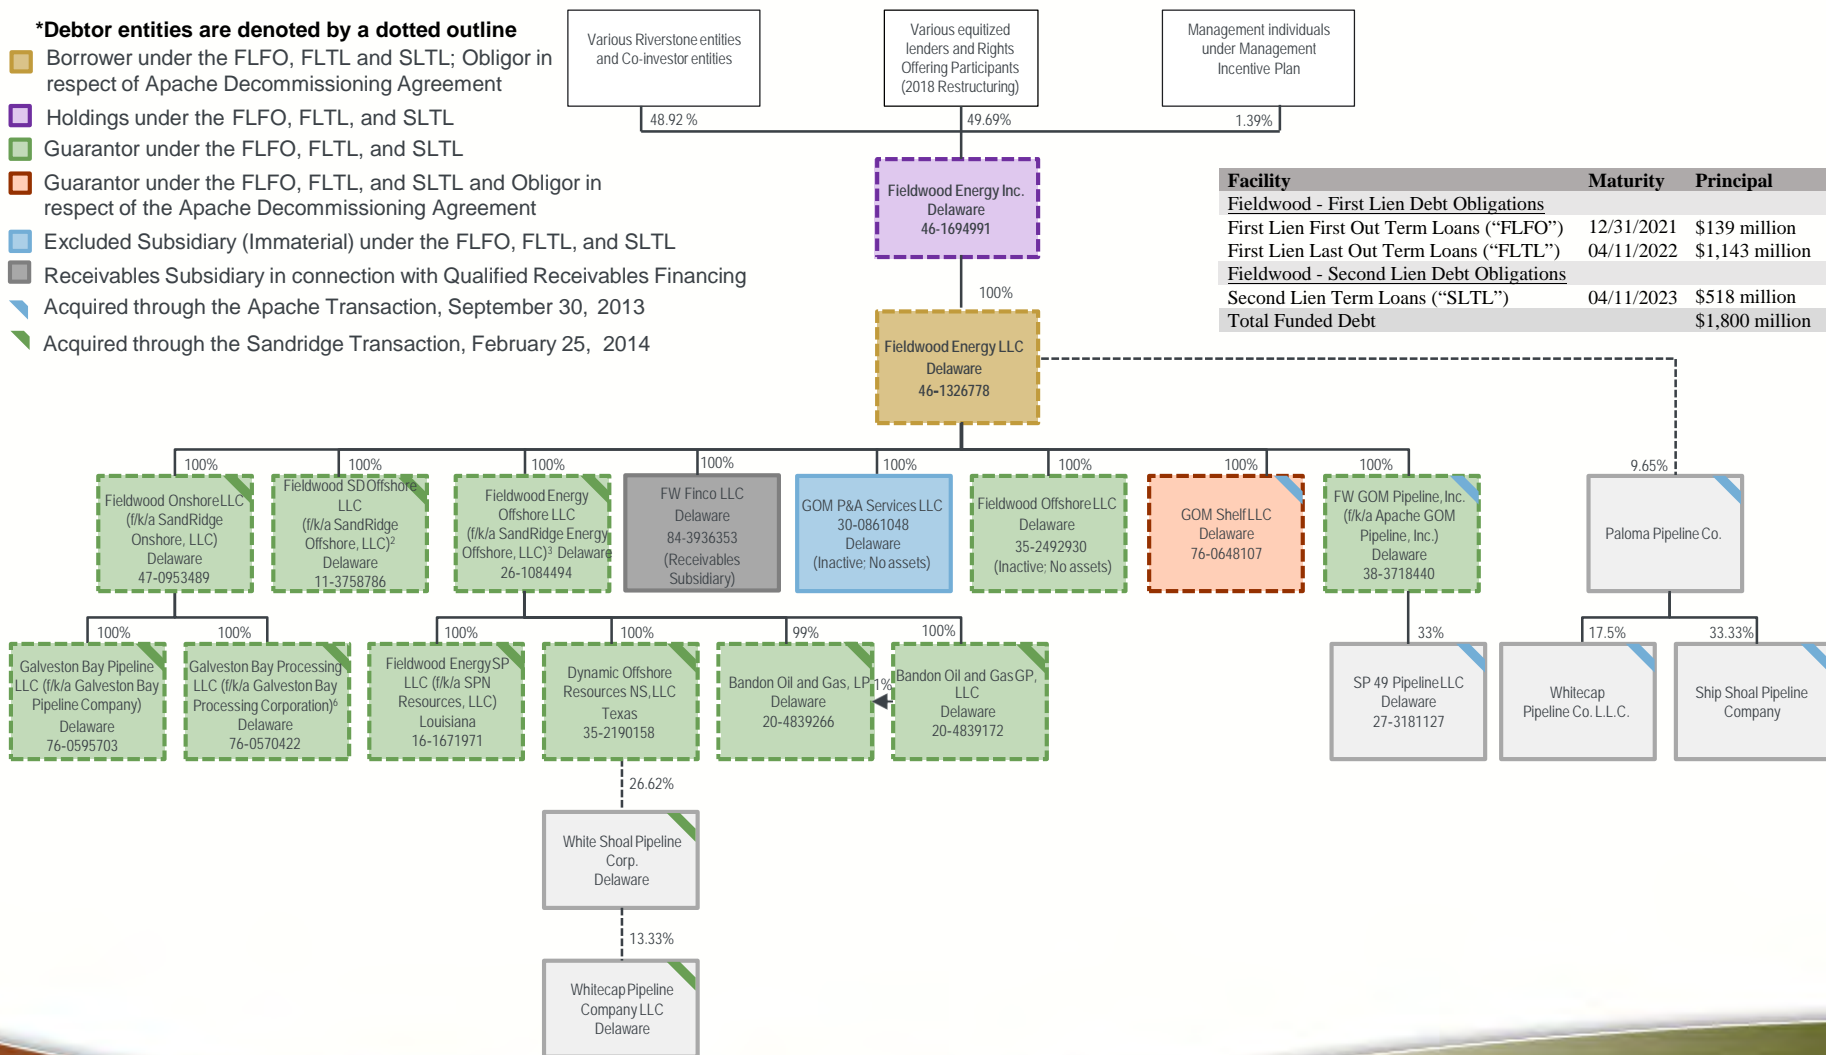 *Debtor entities are denoted by a dotted outline
Borrower under the FLFO, FLTL and SLTL; Obligor in
respect of Apache Decommissioning Agreement
Holdings under the FLFO, FLTL, and SLTL
Guarantor under the FLFO, FLTL, and SLTL
Guarantor under the FLFO, FLTL, and SLTL and Obligor in
respect of the Apache Decommissioning Agreement
Excluded Subsidiary (Immaterial) under the FLFO, FLTL, and SLTL
Receivables Subsidiary in connection with Qualified Receivables Financing
Acquired through the Apache Transaction, September 30, 2013
Acquired through the Sandridge Transaction, February 25, 2014
Various Riverstone entities
and Co-investor entities
Various equitized
lenders and Rights
Offering Participants
(2018 Restructuring)
Management individuals
under Management
Incentive Plan
48.92 %
49.69%
1.39%
Fieldwood Energy Inc.
Delaware
46-1694991
100%
Fieldwood Energy LLC
Delaware
46-1326778
Facility Maturity Principal
Fieldwood - First Lien Debt Obligations
First Lien First Out Term Loans (“FLFO”) 12/31/2021 $139 million
First Lien Last Out Term Loans (“FLTL”) 04/11/2022 $1,143 million
Fieldwood - Second Lien Debt Obligations
Second Lien Term Loans (“SLTL”) 04/11/2023 $518 million
Total Funded Debt $1,800 million
100%
Fieldwood Onshore LLC
(f/k/a SandRidge
Onshore, LLC)
Delaware
47-0953489
100%
Fieldwood SD Offshore
LLC
(f/k/a SandRidge
Offshore, LLC)2
Delaware
11-3758786
100%
Fieldwood Energy
Offshore LLC
(f/k/a SandRidge Energy
Offshore, LLC)3 Delaware
26-1084494
100%
FW Finco LLC
Delaware
84-3936353
(Receivables
Subsidiary)
100%
GOM P&A Services LLC
30-0861048
Delaware
(Inactive; No assets)
100%
Fieldwood Offshore LLC
Delaware
35-2492930
(Inactive; No assets)
100%
GOM Shelf LLC
Delaware
76-0648107
100%
FW GOM Pipeline, Inc.
(f/k/a Apache GOM
Pipeline, Inc.)
Delaware
38-3718440
9.65%
Paloma Pipeline Co.
100%
Galveston Bay Pipeline
LLC (f/k/a Galveston Bay
Pipeline Company)
Delaware
76-0595703
100%
Galveston Bay Processing
LLC (f/k/a Galveston Bay
Processing Corporation)6
Delaware
76-0570422
100%
Fieldwood Energy SP
LLC (f/k/a SPN
Resources, LLC)
Louisiana
16-1671971
100%
Dynamic Offshore
Resources NS, LLC
Texas
35-2190158
99%
Bandon Oil and Gas, LP
Delaware
20-4839266
1%
100%
Bandon Oil and Gas GP,
LLC
Delaware
20-4839172
33%
SP 49 Pipeline LLC
Delaware
27-3181127
17.5%
Whitecap
Pipeline Co. L.L.C.
33.33%
Ship Shoal Pipeline
Company
26.62%
White Shoal Pipeline
Corp.
Delaware
13.33%
Whitecap Pipeline
Company LLC
Delaware